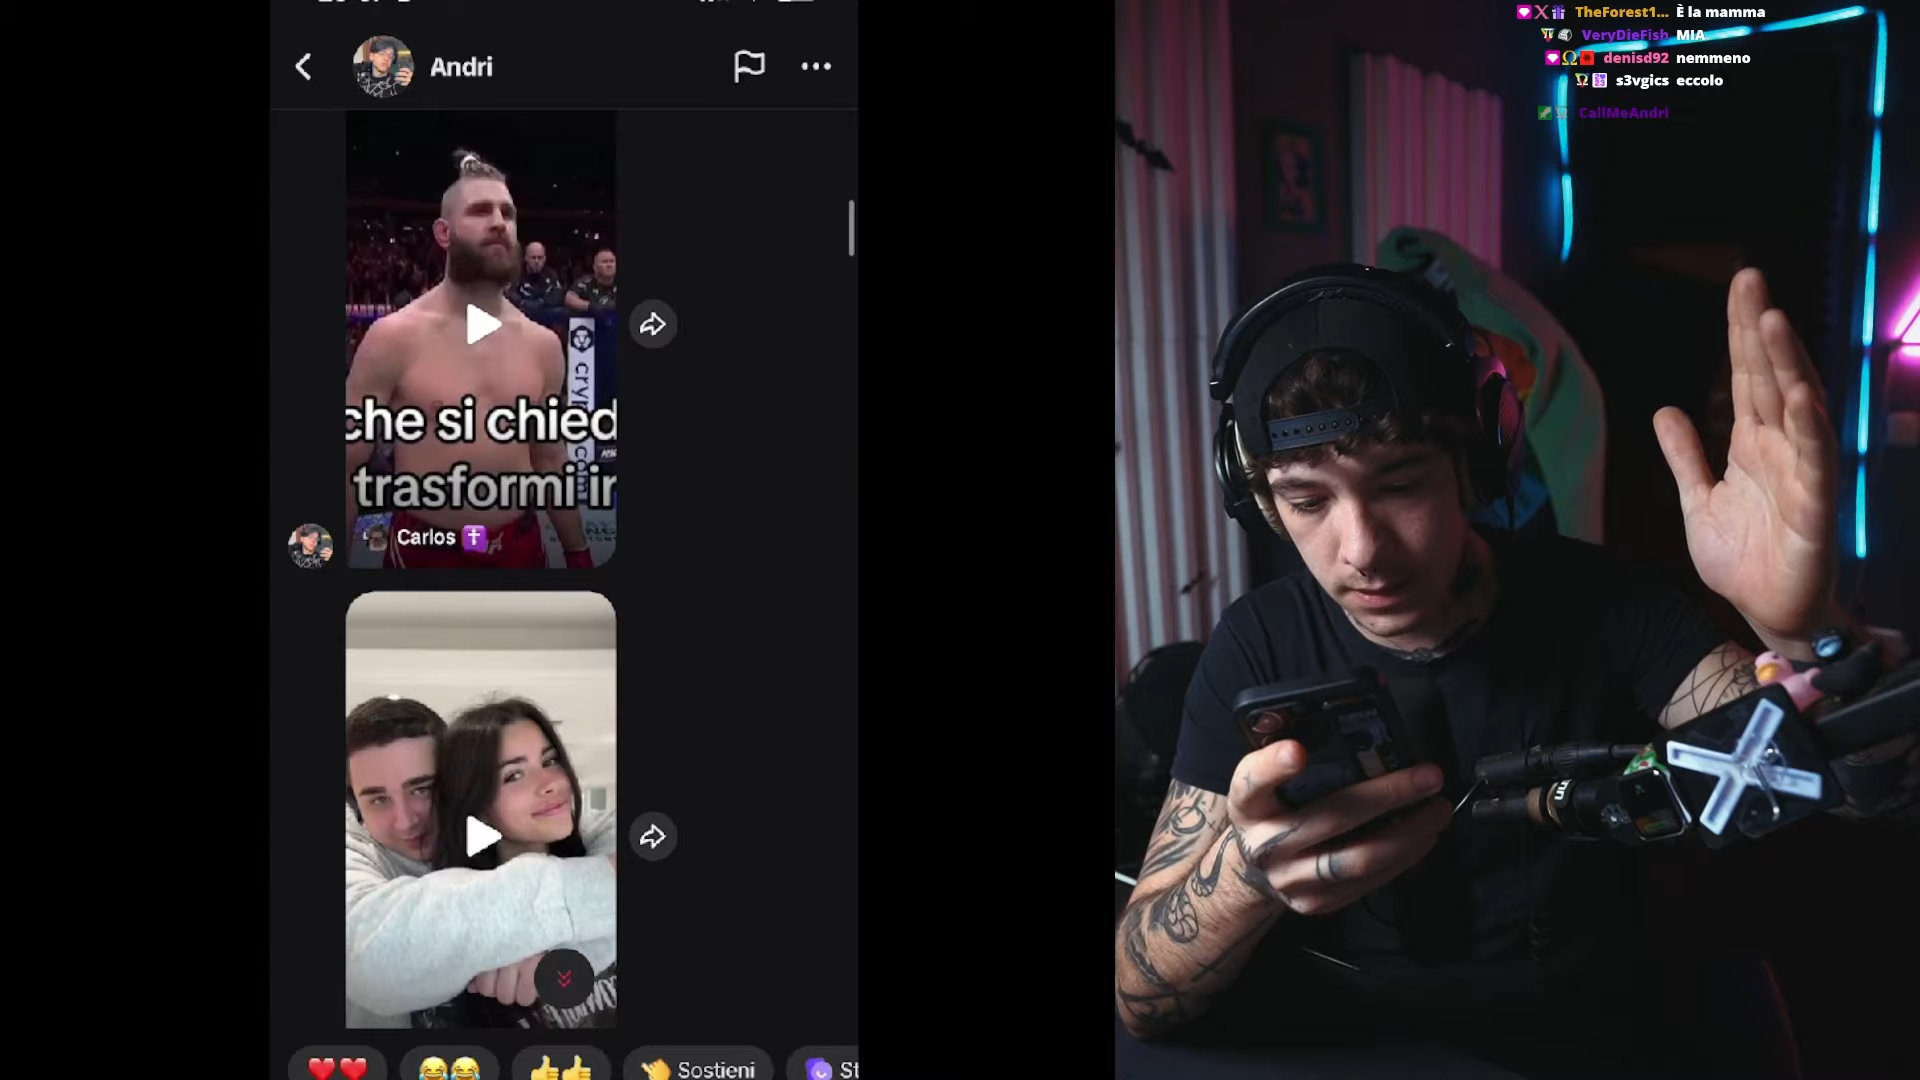 Andri
che si chied
trasformi ir
Carlos
Sostieni
St
TheForest1... È la mamma
VeryDieFish MIA
denisd92 nemmeno
s3vgics eccolo
CallMeAndri